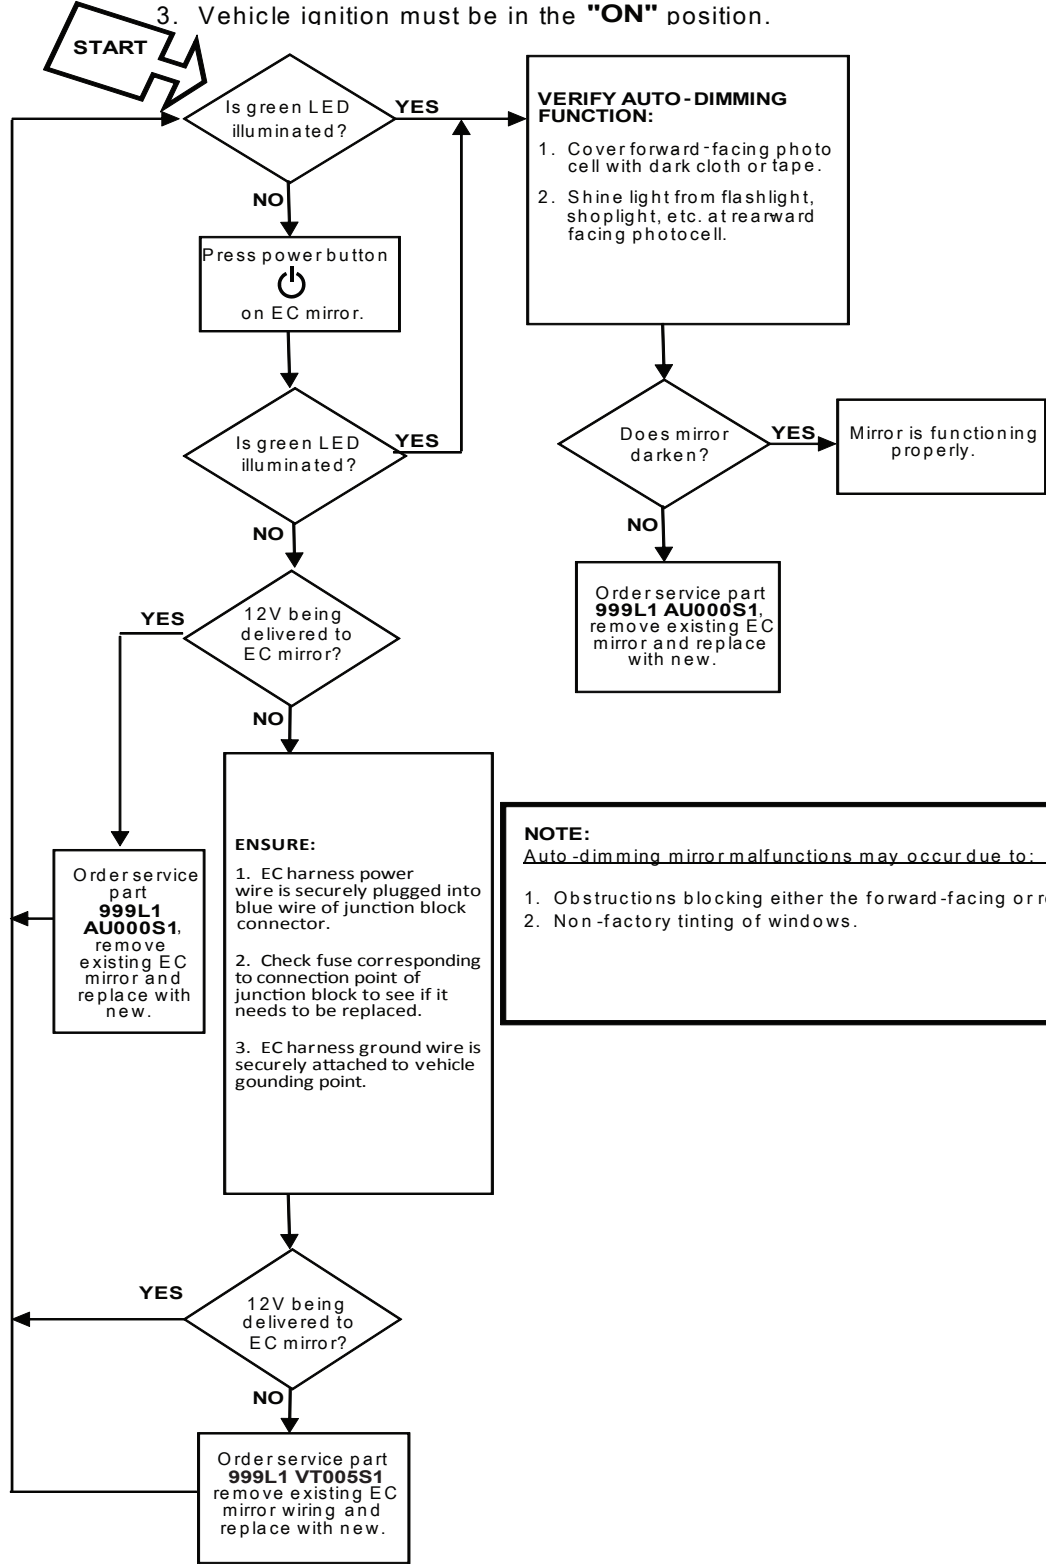 3. Vehicle ignition must be in the "ON" position.
START
Is green LED
illuminated?
YES
NO
Press power button
on EC mirror.
Is green LED
illuminated?
YES
NO
12V being
delivered to
EC mirror?
YES
NO
Order service
part
999L1
AU000S1,
remove
existing EC
mirror and
replace with
new.
ENSURE:
1. EC harness power
wire is securely plugged into
blue wire of junction block
connector.
2. Check fuse corresponding
to connection point of
junction block to see if it
needs to be replaced.
3. EC harness ground wire is
securely attached to vehicle
gounding point.
12V being
delivered to
EC mirror?
YES
NO
Order service part
999L1 VT005S1
remove existing EC
mirror wiring and
replace with new.
VERIFY AUTO-DIMMING
FUNCTION:
1. Cover forward-facing photo
cell with dark cloth or tape.
2. Shine light from flashlight,
shoplight, etc. at rearward
facing photocell.
Does mirror
darken?
YES
Mirror is functioning
properly.
NO
Order service part
999L1 AU000S1,
remove existing EC
mirror and replace
with new.
NOTE:
Auto-dimming mirror malfunctions may occur due to:
1. Obstructions blocking either the forward-facing or
2. Non-factory tinting of windows.